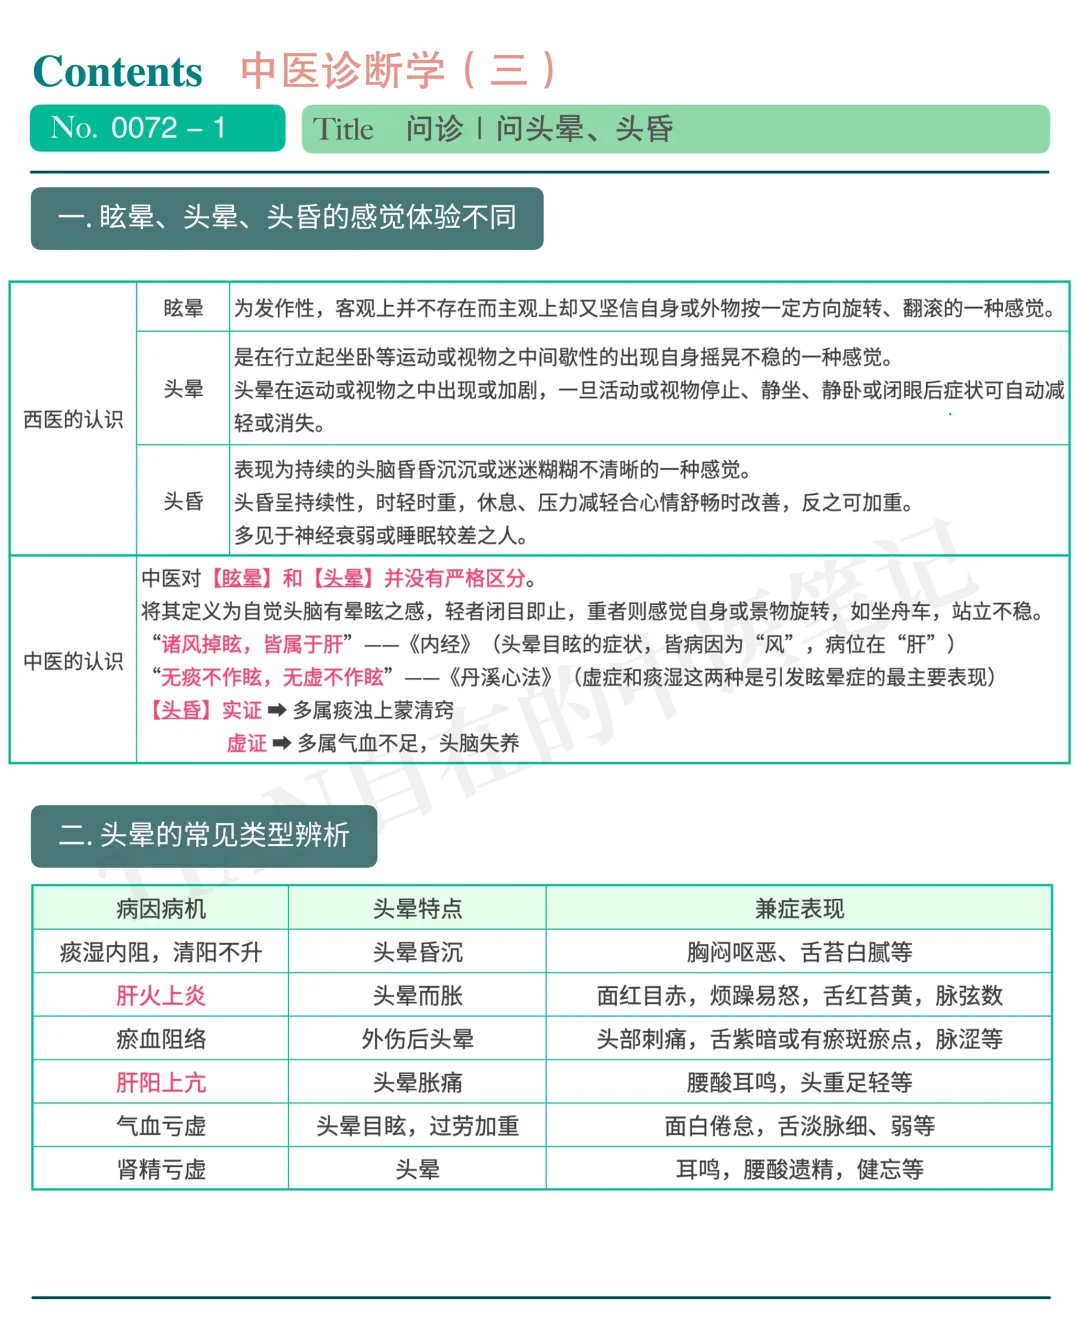 Contents 中医诊断学（三）
No. 0072 – 1
Title 问诊 | 问头晕、头昏
一. 眩晕、头晕、头昏的感觉体验不同
西医的认识
眩晕
为发作性，客观上并不存在而主观上却又坚信自身或外物按一定方向旋转、翻滚的一种感觉。
头晕
是在行立起坐卧等运动或视物之中间歇性的出现自身摇晃不稳的一种感觉。
头晕在运动或视物之中出现或加剧，一旦活动或视物停止、静坐、静卧或闭眼后症状可自动减
轻或消失。
头昏
表现为持续的头脑昏昏沉沉或迷迷糊糊不清晰的一种感觉。
头昏呈持续性，时轻时重，休息、压力减轻合心情舒畅时改善，反之可加重。
多见于神经衰弱或睡眠较差之人。
中医的认识
中医对【眩晕】和【头晕】并没有严格区分。
将其定义为自觉头脑有晕眩之感，轻者闭目即止，重者则感觉自身或景物旋转，如坐舟车，站立不稳。
“诸风掉眩，皆属于肝”——《内经》（头晕目眩的症状，皆病因为“风”，病位在“肝”）
“无痰不作眩，无虚不作眩”——《丹溪心法》（虚症和痰湿这两种是引发眩晕症的最主要表现）
【头昏】实证 ➡ 多属痰浊上蒙清窍
虚证 ➡ 多属气血不足，头脑失养
TEN自在的中医笔记
二. 头晕的常见类型辨析
病因病机 头晕特点 兼症表现
痰湿内阻，清阳不升 头晕昏沉 胸闷呕恶、舌苔白腻等
肝火上炎 头晕而胀 面红目赤，烦躁易怒，舌红苔黄，脉弦数
瘀血阻络 外伤后头晕 头部刺痛，舌紫暗或有瘀斑瘀点，脉涩等
肝阳上亢 头晕胀痛 腰酸耳鸣，头重足轻等
气血亏虚 头晕目眩，过劳加重 面白倦怠，舌淡脉细、弱等
肾精亏虚 头晕 耳鸣，腰酸遗精，健忘等